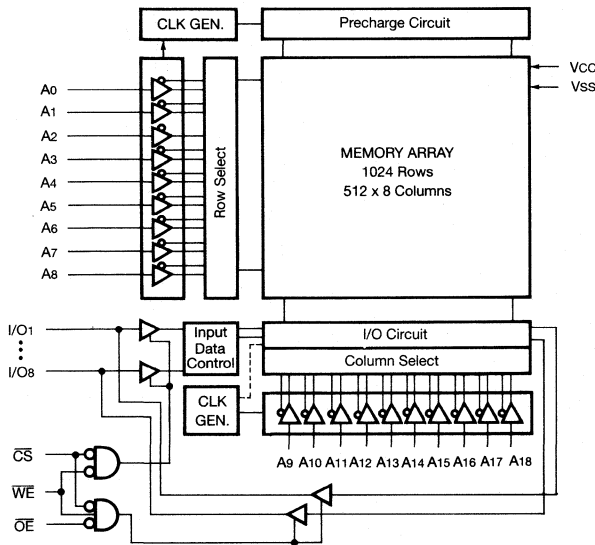 CLK GEN.
Precharge Circuit
VCC
VSS
A0
A1
A2
A3
A4
A5
A6
A7
A8
Row Select
MEMORY ARRAY
1024 Rows
512 x 8 Columns
I/O1
I/O8
Input
Data
Control
I/O Circuit
Column Select
CLK
GEN.
A9 A10 A11 A12 A13 A14 A15 A16 A17 A18
CS
WE
OE